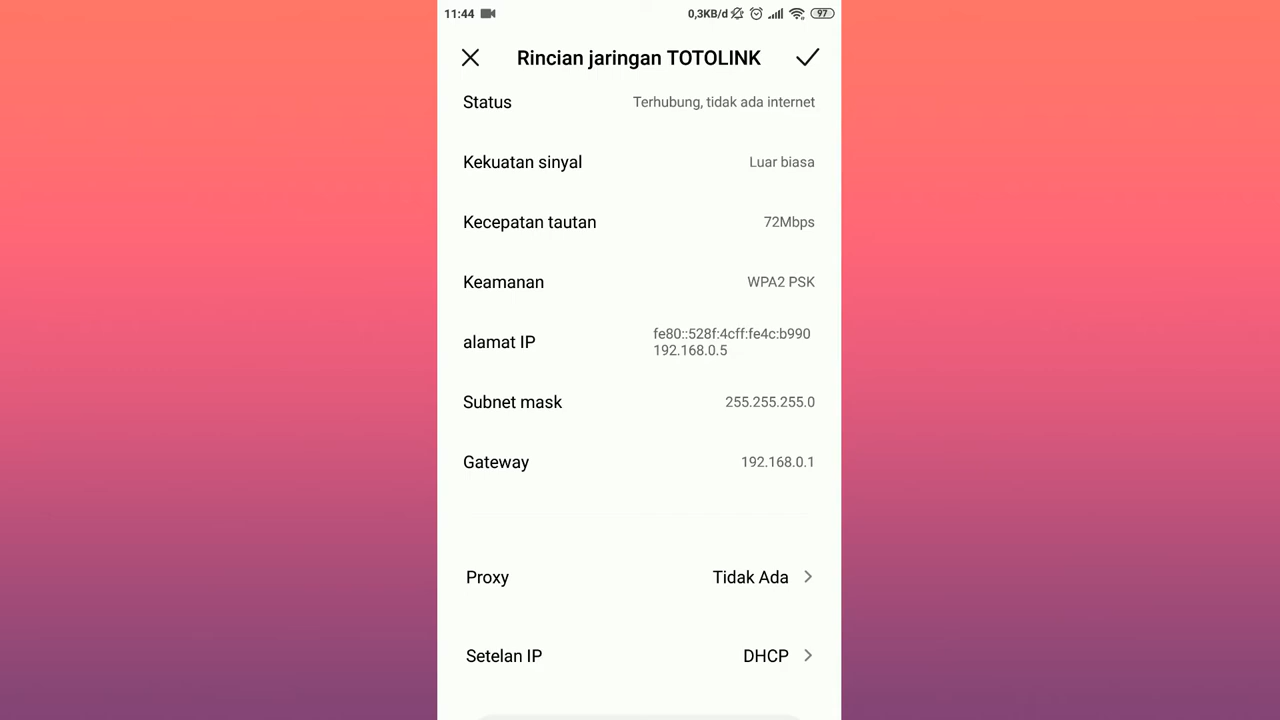 11:44 0,3KB/d 97
Rincian jaringan TOTOLINK
Status Terhubung, tidak ada internet
Kekuatan sinyal Luar biasa
Kecepatan tautan 72Mbps
Keamanan WPA2 PSK
alamat IP fe80::528f:4cff:fe4c:b990
192.168.0.5
Subnet mask 255.255.255.0
Gateway 192.168.0.1
Proxy Tidak Ada
Setelan IP DHCP